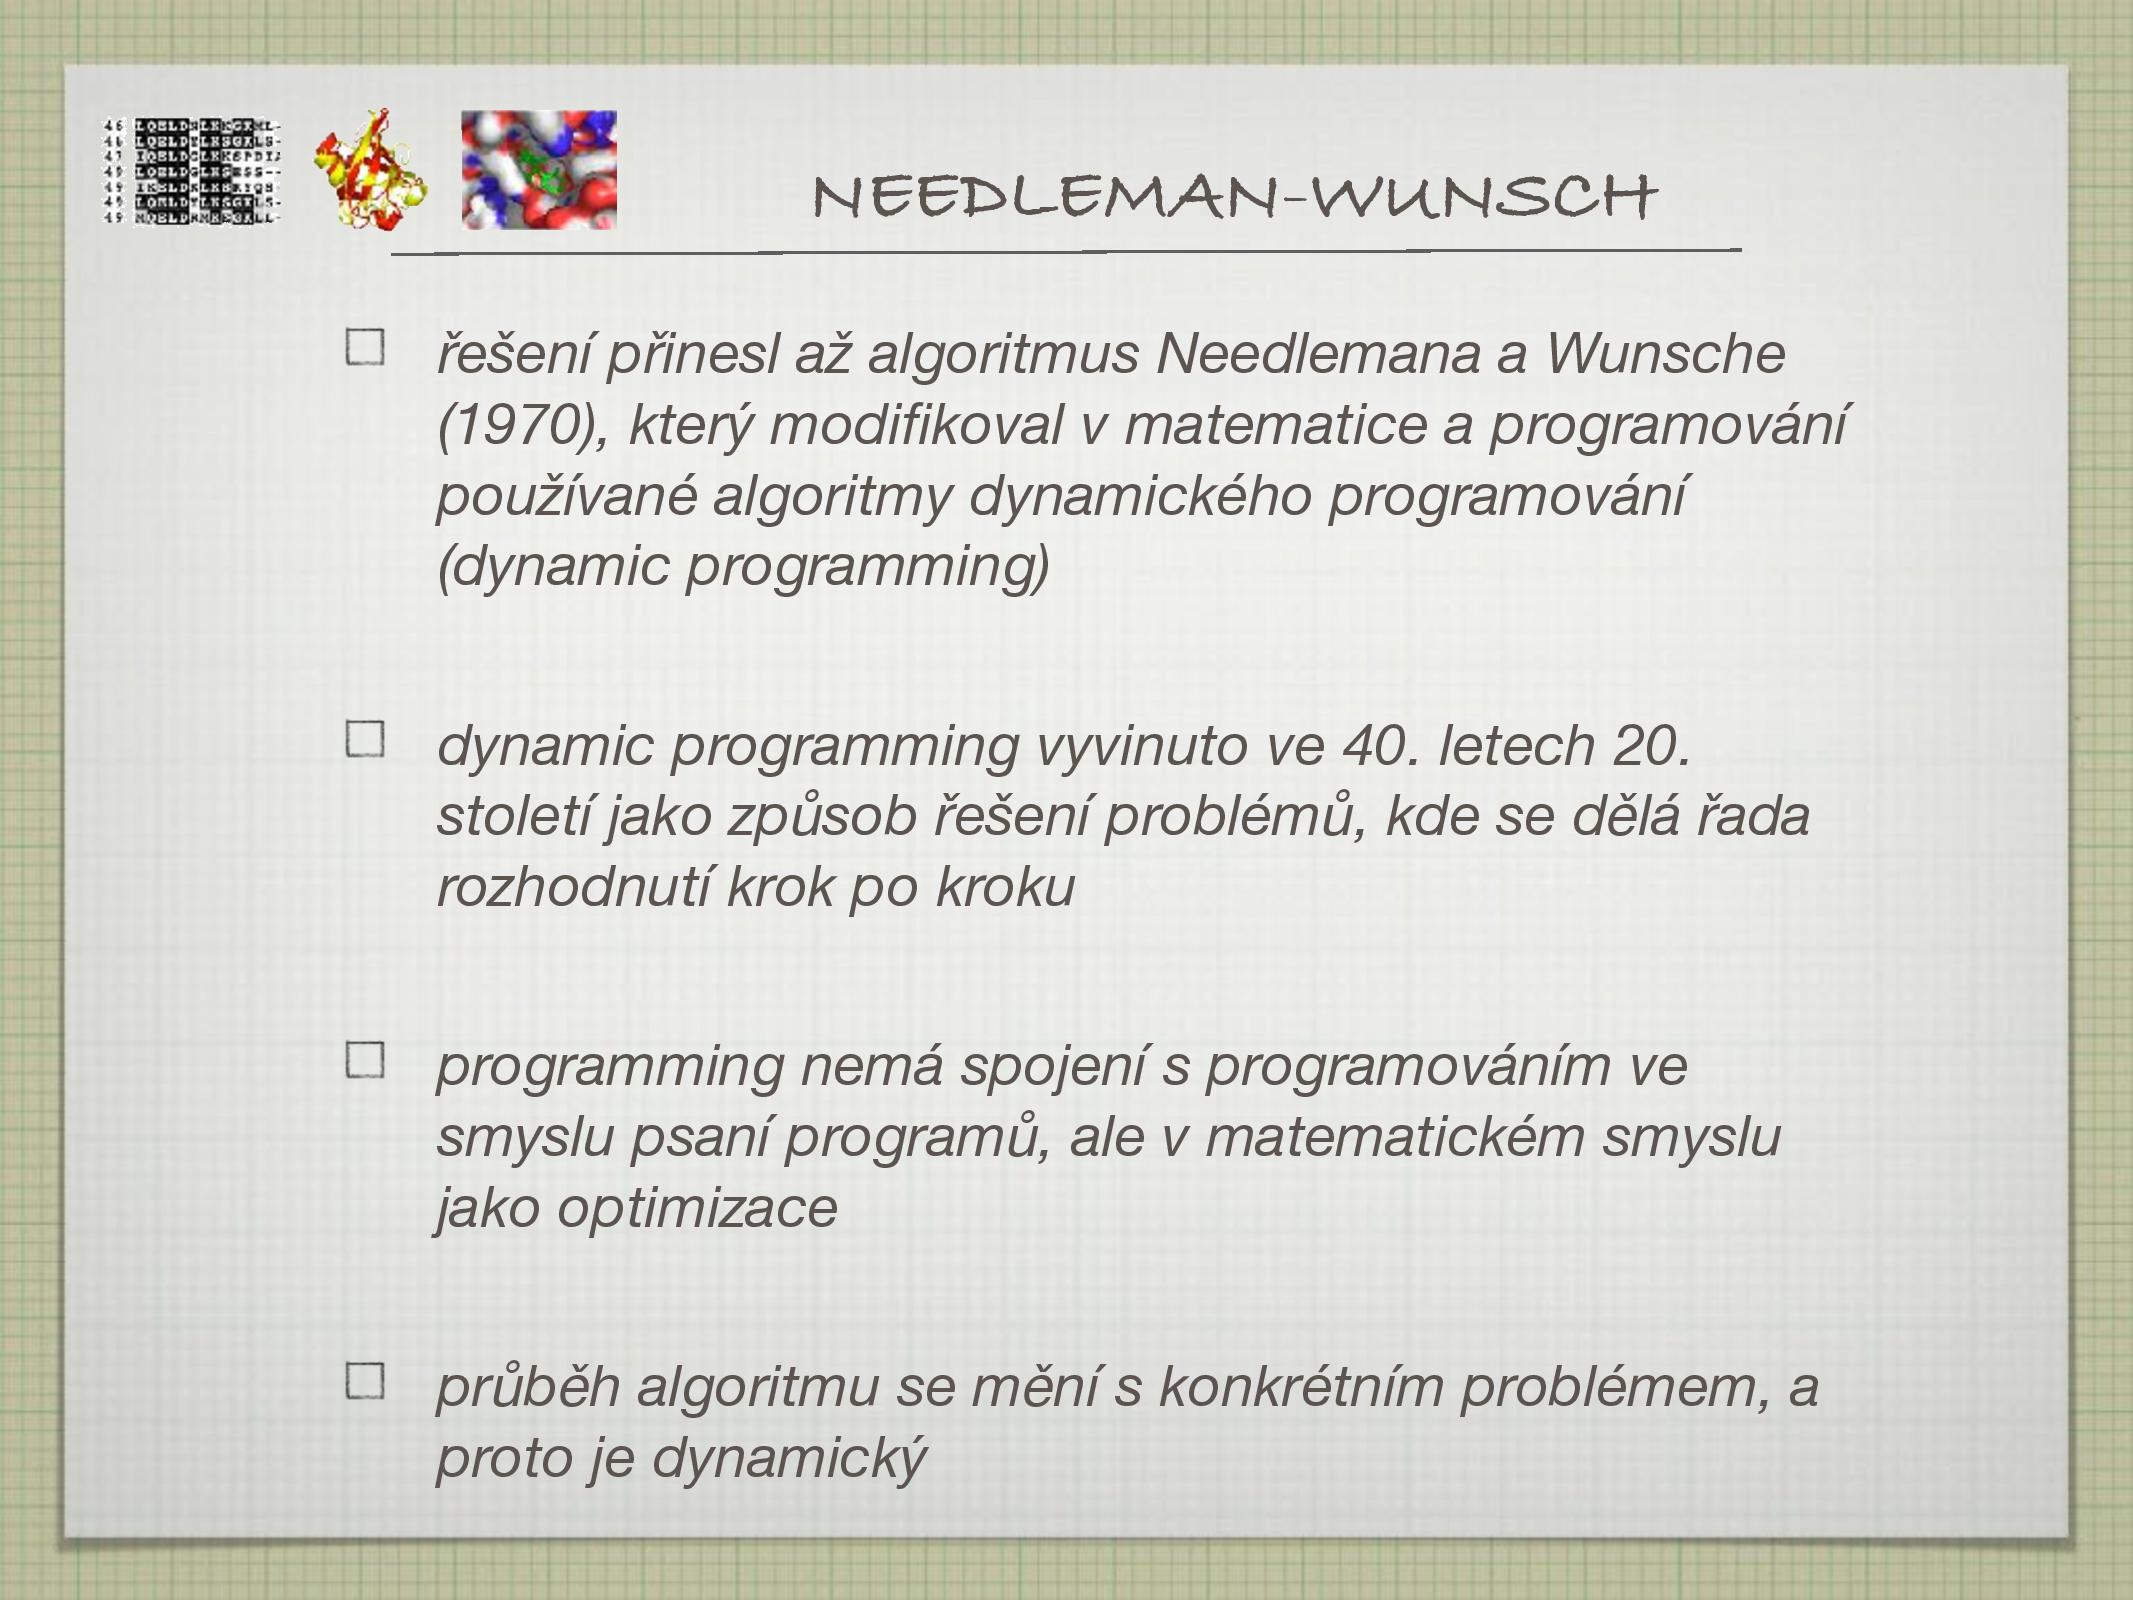 NEEDLEMAN-WUNSCH
řešení přinesl až algoritmus Needlemana a Wunsche
(1970), který modifikoval v matematice a programování
používané algoritmy dynamického programování
(dynamic programming)
dynamic programming vyvinuto ve 40. letech 20.
století jako způsob řešení problémů, kde se dělá řada
rozhodnutí krok po kroku
programming nemá spojení s programováním ve
smyslu psaní programů, ale v matematickém smyslu
jako optimizace
průběh algoritmu se mění s konkrétním problémem, a
proto je dynamický